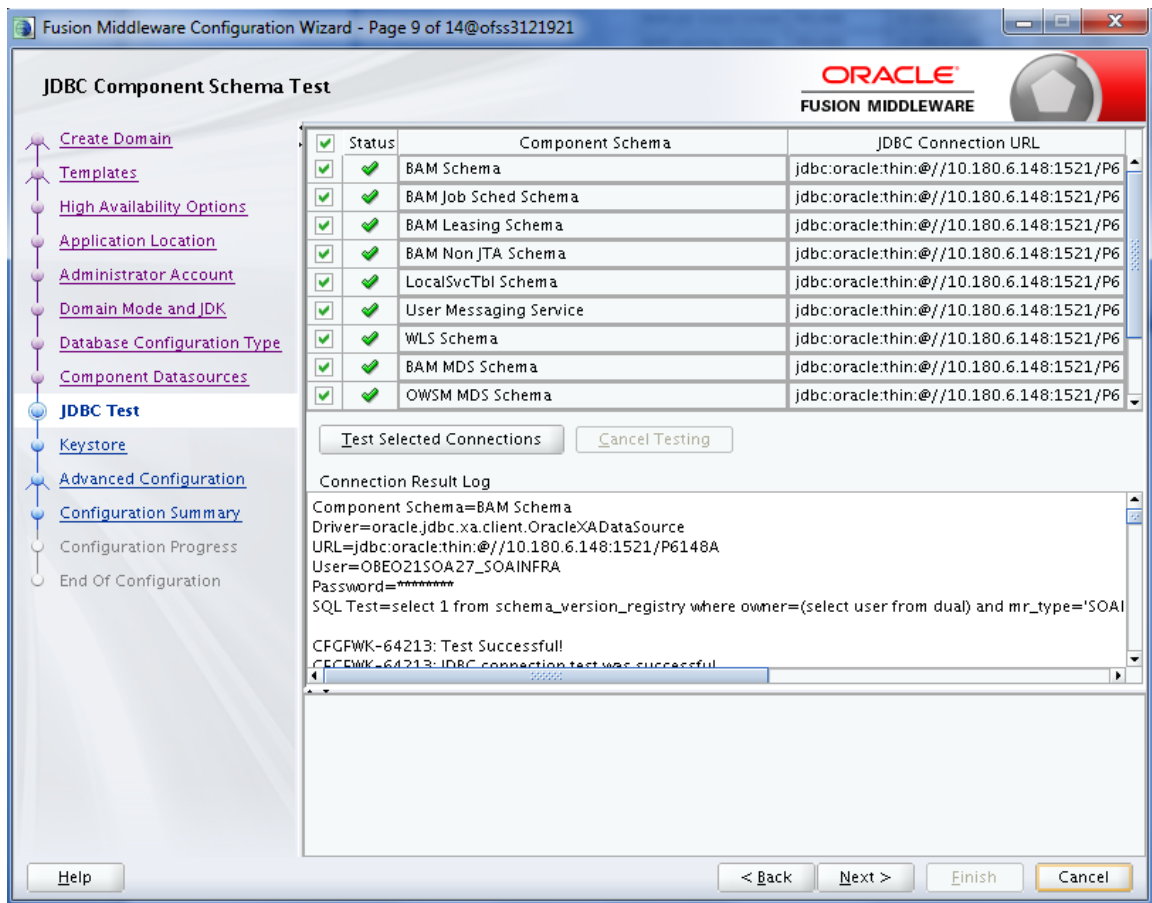 Fusion Middleware Configuration Wizard - Page 9 of 14@ofss3121921
JDBC Component Schema Test
ORACLE
FUSION MIDDLEWARE
Create Domain
Templates
High Availability Options
Application Location
Administrator Account
Domain Mode and JDK
Database Configuration Type
Component Datasources
JDBC Test
Keystore
Advanced Configuration
Configuration Summary
Configuration Progress
End Of Configuration
Status Component Schema JDBC Connection URL
BAM Schema jdbc:oracle:thin:@//10.180.6.148:1521/P6
BAM Job Sched Schema jdbc:oracle:thin:@//10.180.6.148:1521/P6
BAM Leasing Schema jdbc:oracle:thin:@//10.180.6.148:1521/P6
BAM Non JTA Schema jdbc:oracle:thin:@//10.180.6.148:1521/P6
LocalSvcTbl Schema jdbc:oracle:thin:@//10.180.6.148:1521/P6
User Messaging Service jdbc:oracle:thin:@//10.180.6.148:1521/P6
WLS Schema jdbc:oracle:thin:@//10.180.6.148:1521/P6
BAM MDS Schema jdbc:oracle:thin:@//10.180.6.148:1521/P6
OWSM MDS Schema jdbc:oracle:thin:@//10.180.6.148:1521/P6
Test Selected Connections Cancel Testing
Connection Result Log
Component Schema=BAM Schema
Driver=oracle.jdbc.xa.client.OracleXADataSource
URL=jdbc:oracle:thin:@//10.180.6.148:1521/P6148A
User=OBEO21SOA27_SOAINFRA
Password=********
SQL Test=select 1 from schema_version_registry where owner=(select user from dual) and mr_type='SOAI
CFGFWK-64213: Test Successful!
CFGFWK-64213: JDBC connection test was successful
Help < Back Next > Finish Cancel